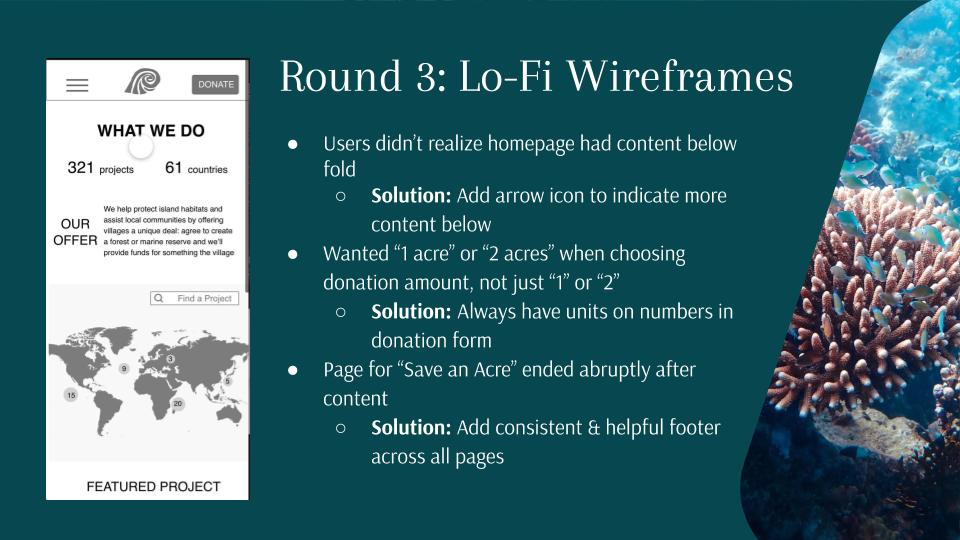 Round 3: Lo-Fi Wireframes
DONATE
WHAT WE DO
321 projects 61 countries
OUR
OFFER
We help protect island habitats and
assist local communities by offering
villages a unique deal: agree to create
a forest or marine reserve and we'll
provide funds for something the village
Find a Project
3
9
5
15
20
FEATURED PROJECT
● Users didn’t realize homepage had content below
fold
○ Solution: Add arrow icon to indicate more
content below
● Wanted “1 acre” or “2 acres” when choosing
donation amount, not just “1” or “2”
○ Solution: Always have units on numbers in
donation form
● Page for “Save an Acre” ended abruptly after
content
○ Solution: Add consistent & helpful footer
across all pages